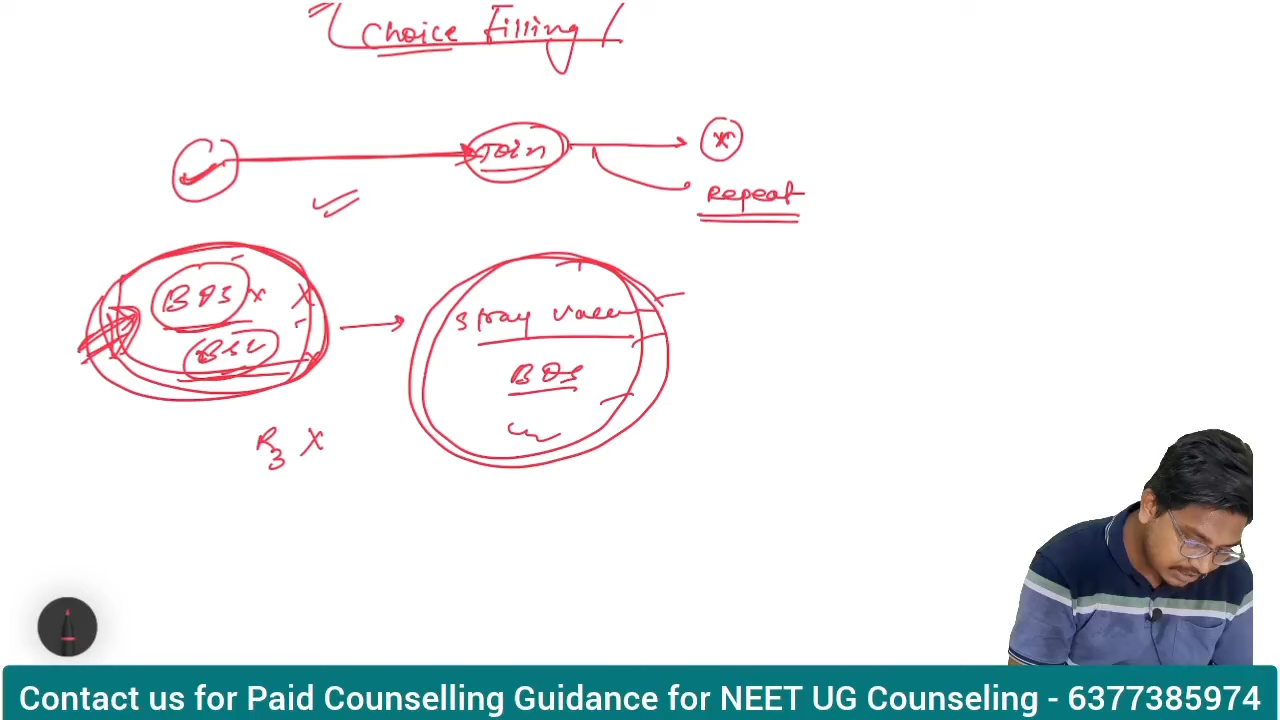 Choice Filling
Join
Repeat
BDS x X
BSc
Stray vacan
BDS
R3 X
Contact us for Paid Counselling Guidance for NEET UG Counseling - 6377385974